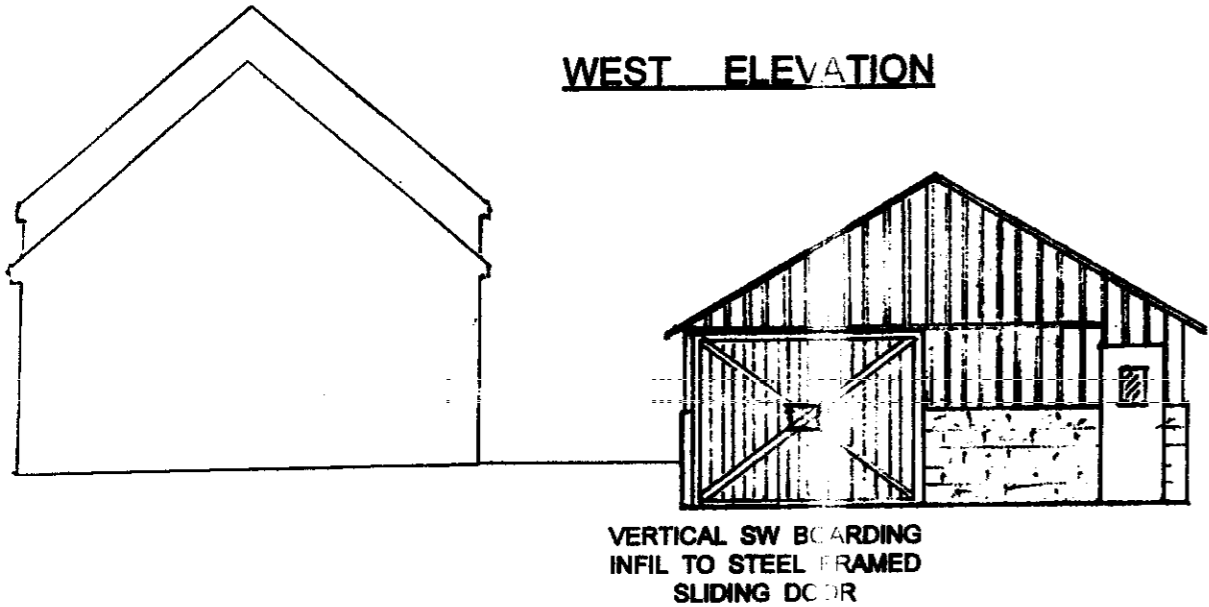 WEST ELEVATION
VERTICAL SW BOARDING
INFIL TO STEEL FRAMED
SLIDING DOOR